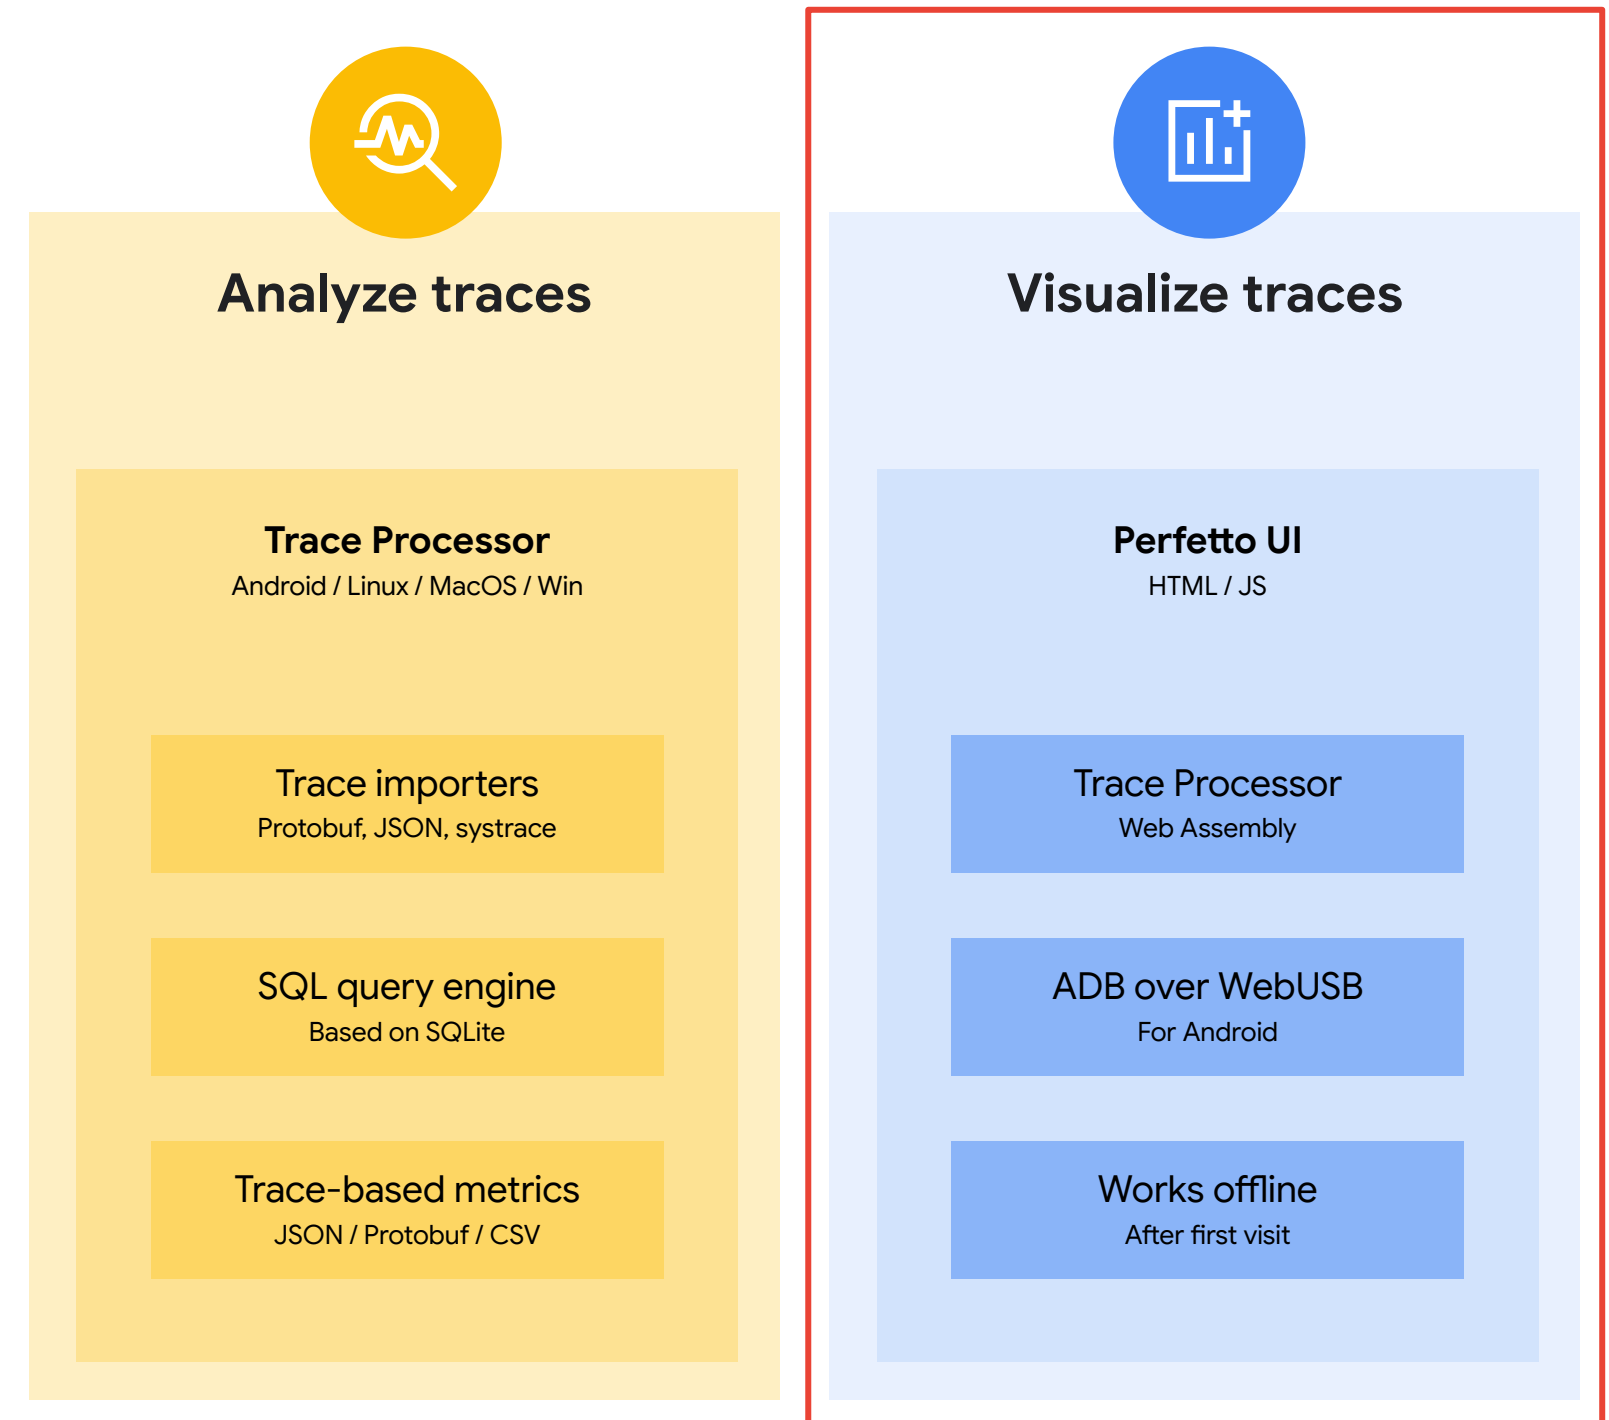 Analyze traces
Trace Processor
Android / Linux / MacOS / Win
Trace importers
Protobuf, JSON, systrace
SQL query engine
Based on SQLite
Trace-based metrics
JSON / Protobuf / CSV
Visualize traces
Perfetto UI
HTML / JS
Trace Processor
Web Assembly
ADB over WebUSB
For Android
Works offline
After first visit